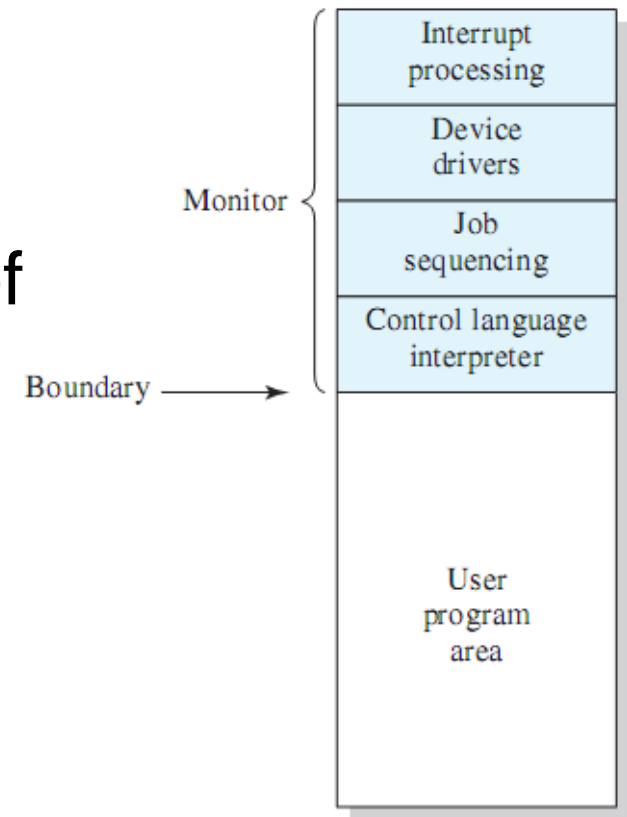 Interrupt
processing
Device
drivers
Monitor
Job
sequencing
f
Control language
interpreter
Boundary
User
program
area